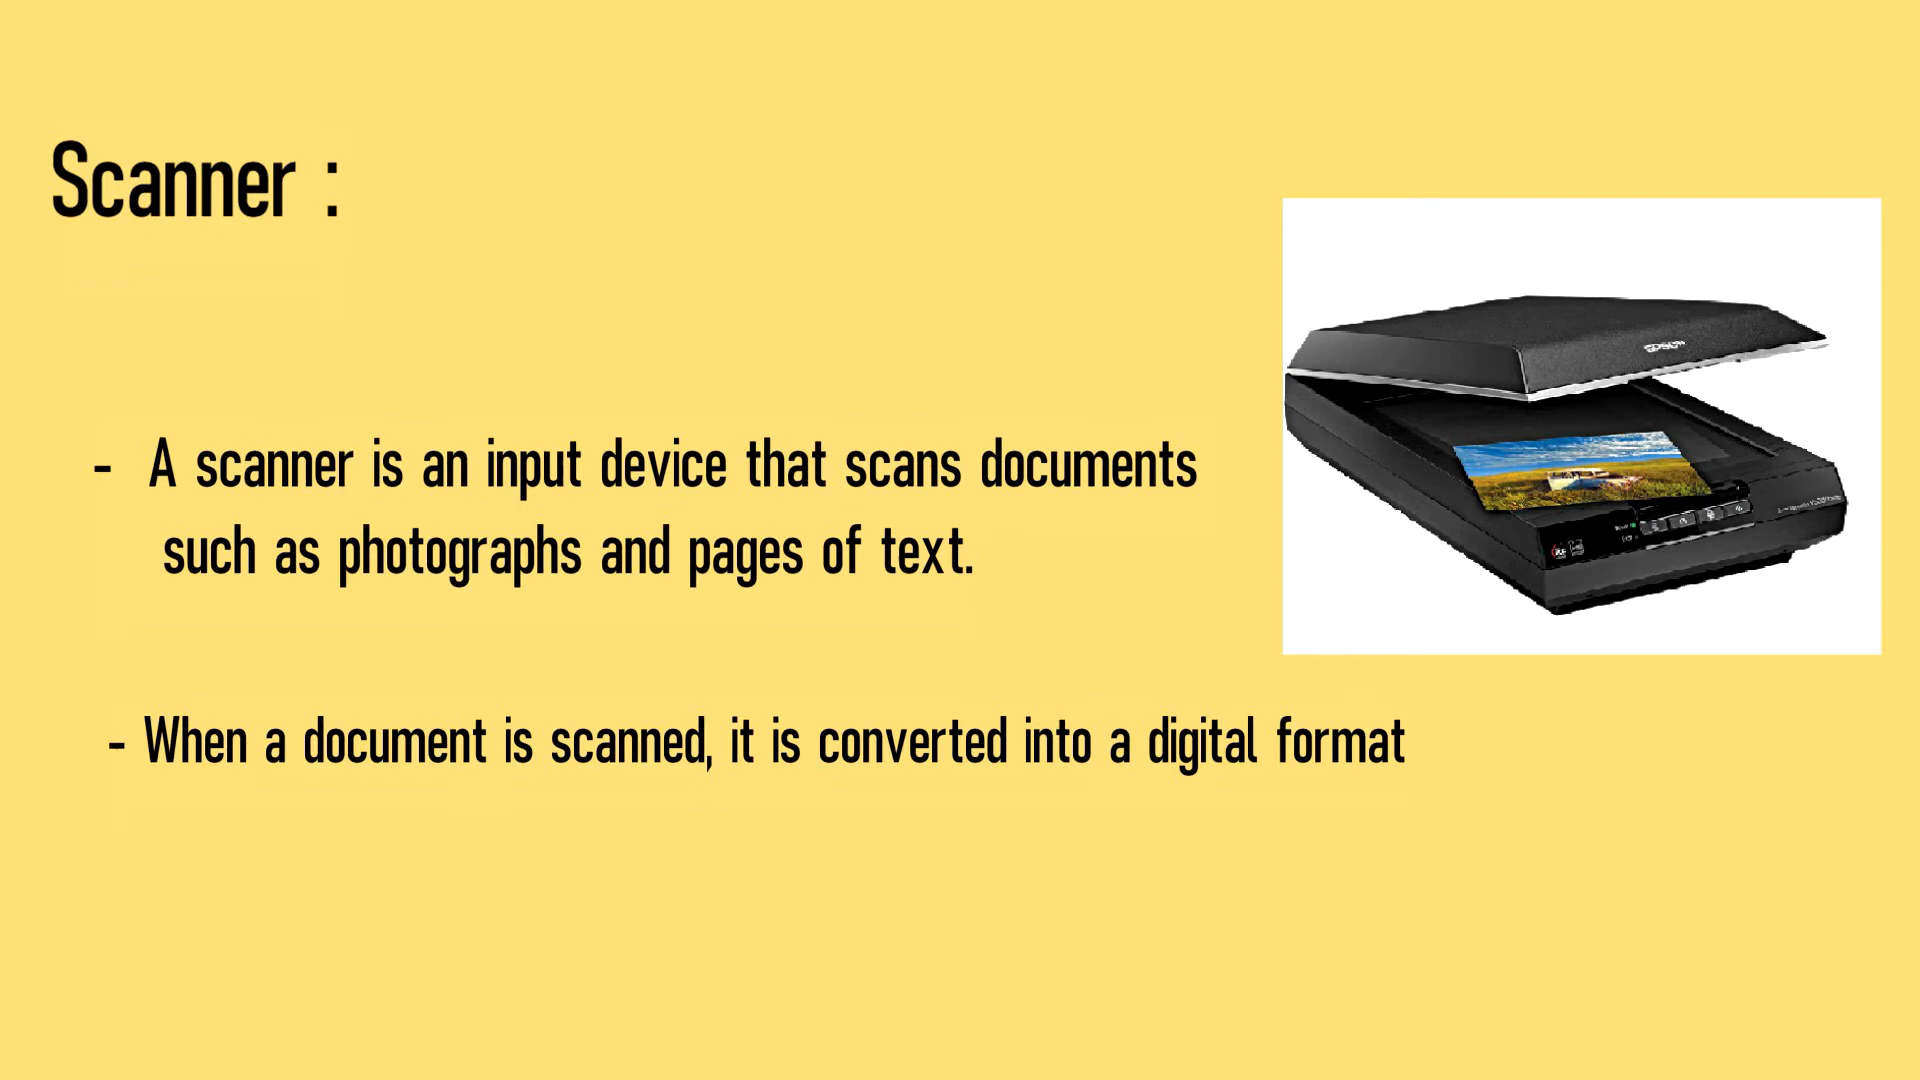 Scanner :
- A scanner is an input device that scans documents
such as photographs and pages of text.
- When a document is scanned, it is converted into a digital format
EPSON